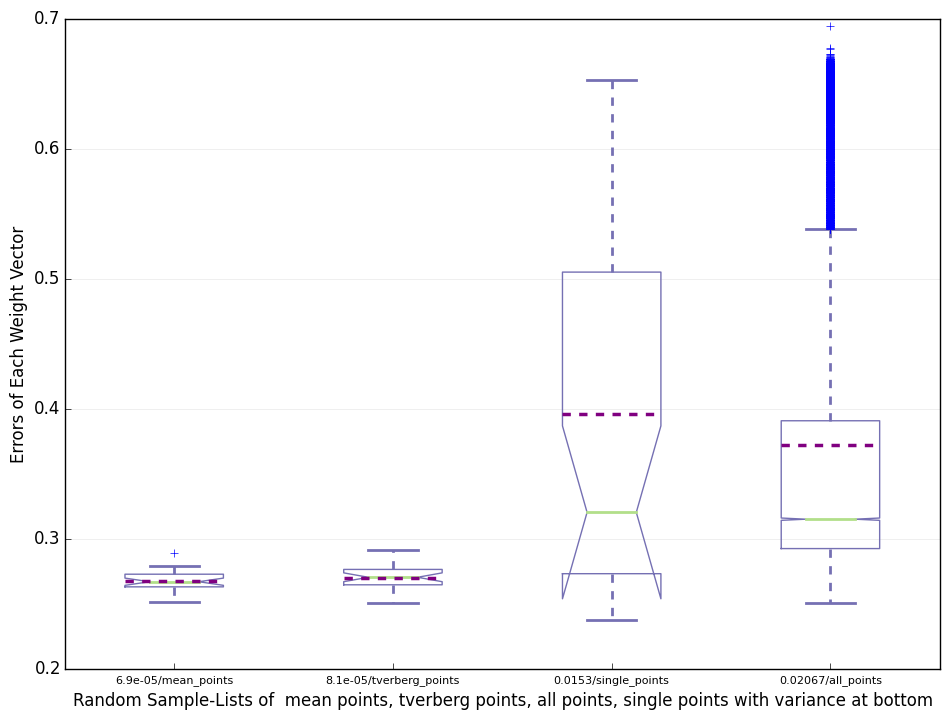 0.7
0.6
0.5
0.4
0.3
0.2
Errors of Each Weight Vector
6.9e-05/mean_points
8.1e-05/tverberg_points
0.0153/single_points
0.02067/all_points
Random Sample-Lists of  mean points, tverberg points, all points, single points with variance at bottom